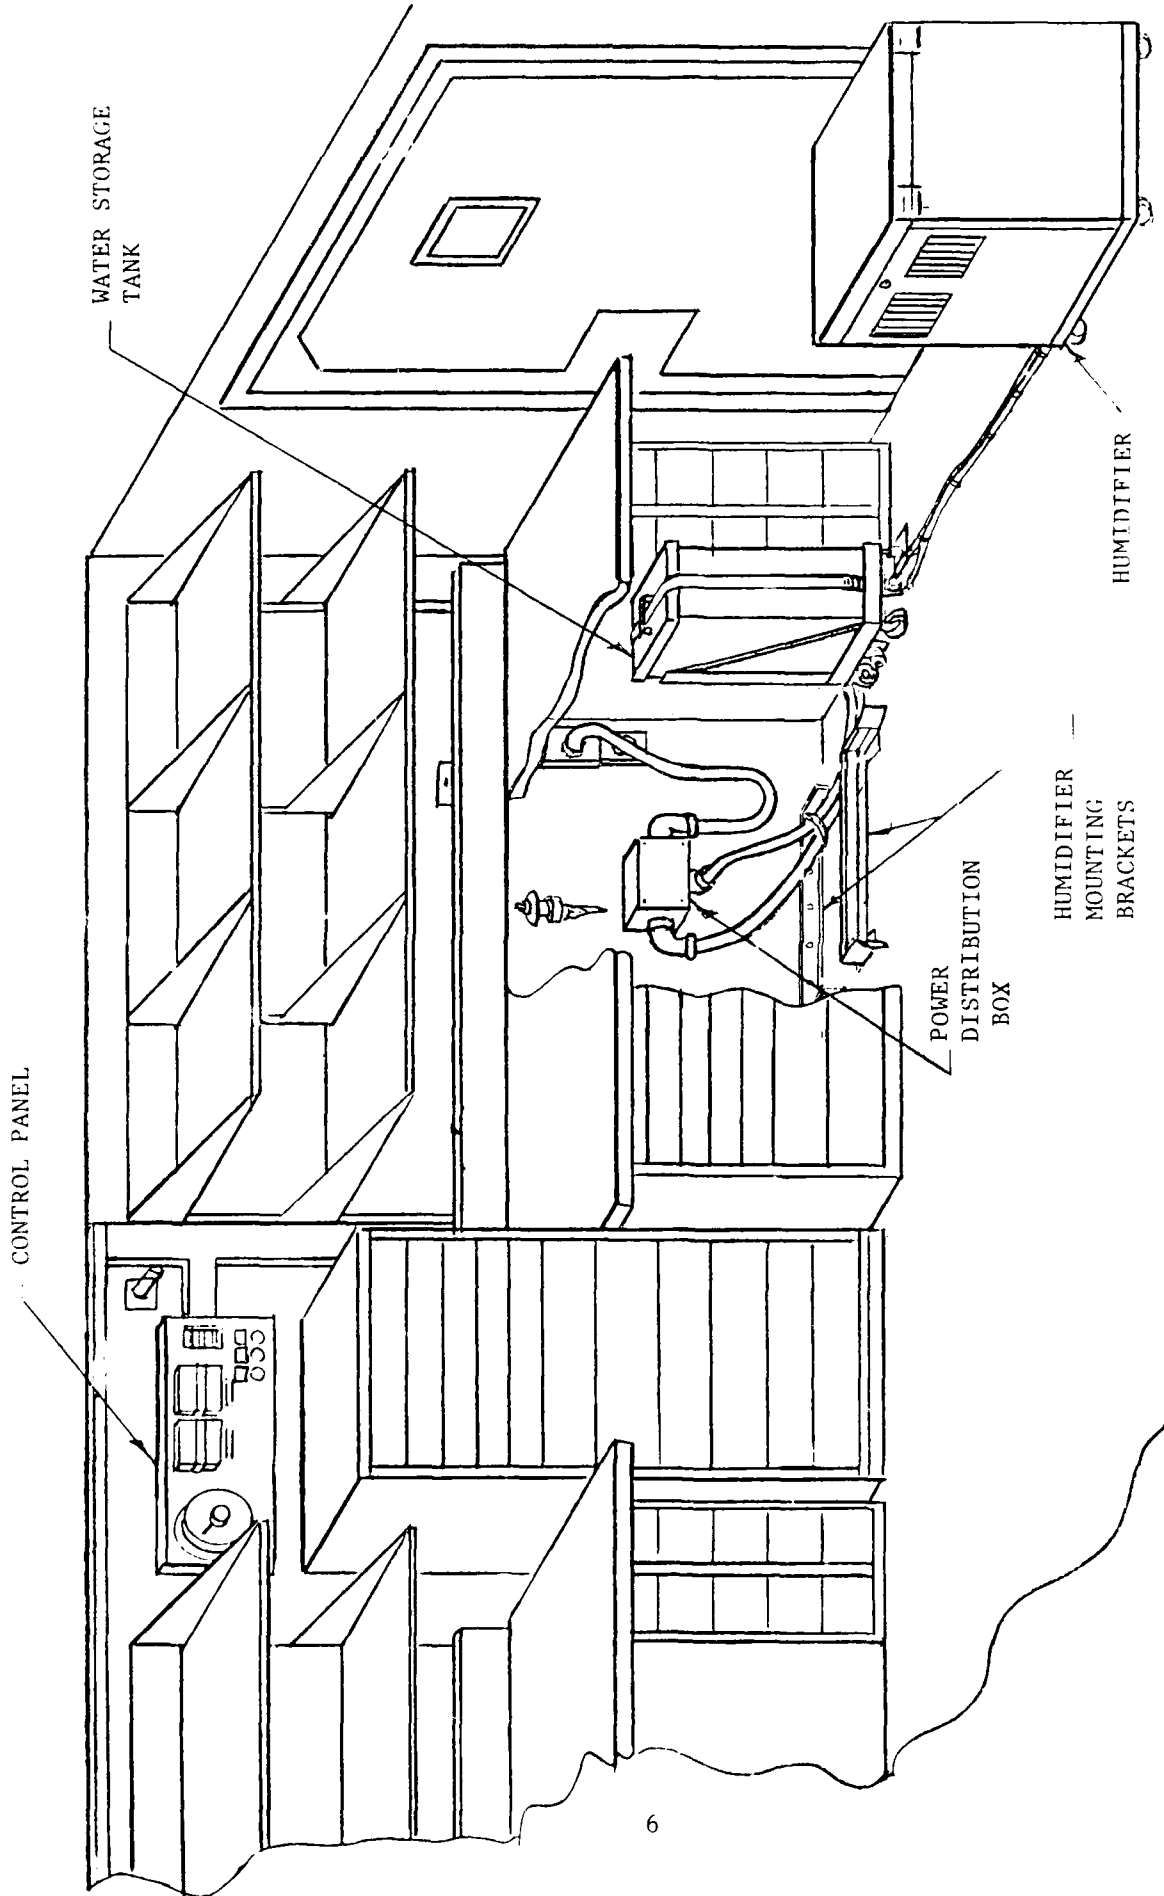 CONTROL PANEL
WATER STORAGE
TANK
POWER
DISTRIBUTION
BOX
HUMIDIFIER
MOUNTING
BRACKETS
HUMIDIFIER
6